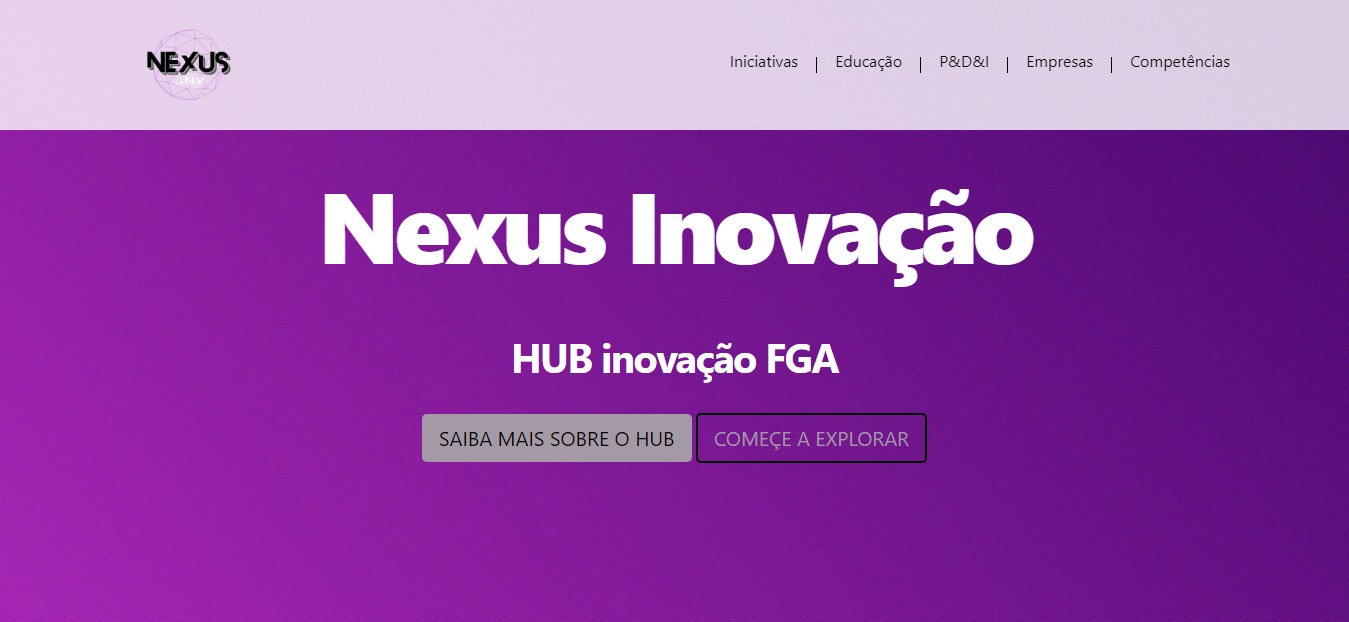 NEXUS
.INV
Iniciativas | Educação | P&D&I | Empresas | Competências
Nexus Inovação
HUB inovação FGA
SAIBA MAIS SOBRE O HUB
COMEÇE A EXPLORAR